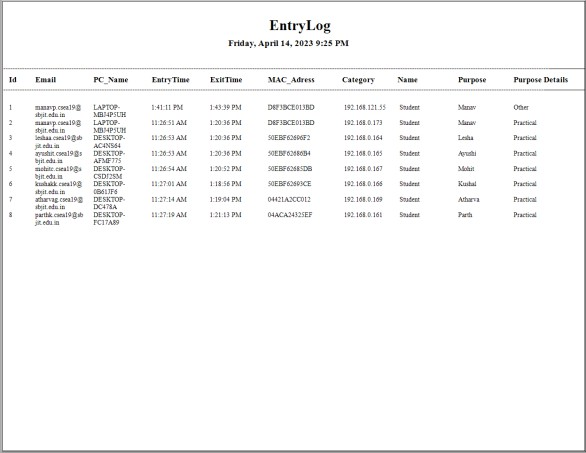 EntryLog
Friday, April 14, 2023 9:25 PM
Id Email PC_Name EntryTime ExitTime MAC_Adress Category Name Purpose Purpose Details
1 manavp.csea19@ LAPTOP- 1:41:11 PM 1:43:39 PM D8F3BCE013BD 192.168.121.55 Student Manav Other
sbjit.edu.in MBJ4P5UH
2 manavp.csea19@ LAPTOP- 11:26:51 AM 1:20:36 PM D8F3BCE013BD 192.168.0.173 Student Manav Practical
sbjit.edu.in MBJ4P5UH
3 leshaa.csea19@sb DESKTOP- 11:26:53 AM 1:20:36 PM 50EBF62696F2 192.168.0.164 Student Lesha Practical
jit.edu.in AC4NS64
4 ayushit.csea19@s DESKTOP- 11:26:53 AM 1:20:36 PM 50EBF62686B4 192.168.0.165 Student Ayushi Practical
bjit.edu.in AFMF775
5 mohitc.csea19@s DESKTOP- 11:26:54 AM 1:20:52 PM 50EBF62685DB 192.168.0.167 Student Mohit Practical
bjit.edu.in CSDJ2SM
6 kushakk.csea19@ DESKTOP- 11:27:01 AM 1:18:56 PM 50EBF62693CE 192.168.0.166 Student Kushal Practical
sbjit.edu.in 0B61JF6
7 atharvag.csea19@ DESKTOP- 11:27:14 AM 1:19:04 PM 04421A2CC012 192.168.0.169 Student Atharva Practical
sbjit.edu.in DC478A
8 parthk.csea19@sb DESKTOP- 11:27:19 AM 1:21:13 PM 04ACA24325EF 192.168.0.161 Student Parth Practical
jit.edu.in FC17A89